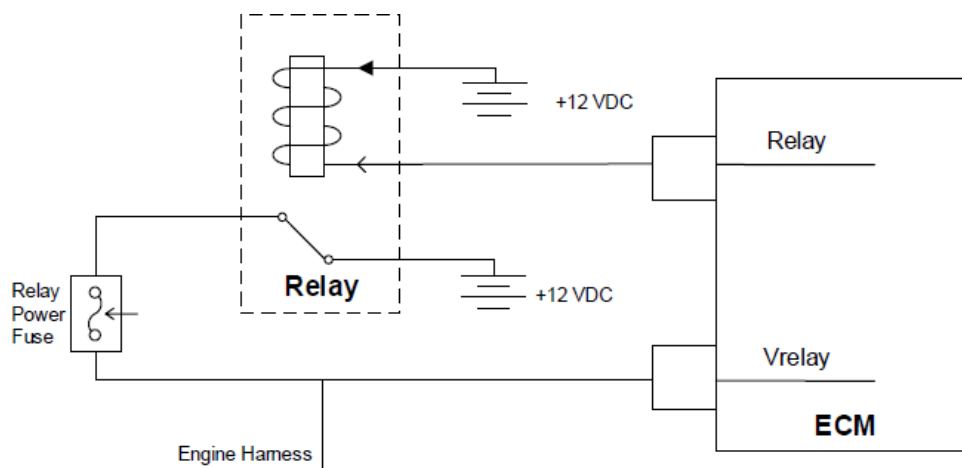 +12 VDC
Relay
Relay
+12 VDC
Relay
Power
Fuse
Vrelay
ECM
Engine Harness